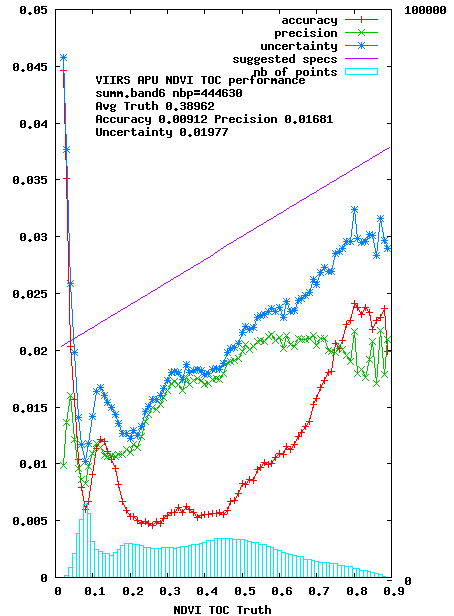 0.05
100000
accuracy
precision
uncertainty
suggested specs
nb of points
VIIRS APU NDVI TOC performance
summ.band6 nbp=444630
Avg Truth 0.38962
Accuracy 0.00912 Precision 0.01681
Uncertainty 0.01977
0.045
0.04
0.035
0.03
0.025
0.02
0.015
0.01
0.005
0
0
0 0.1 0.2 0.3 0.4 0.5 0.6 0.7 0.8 0.9
NDVI TOC Truth